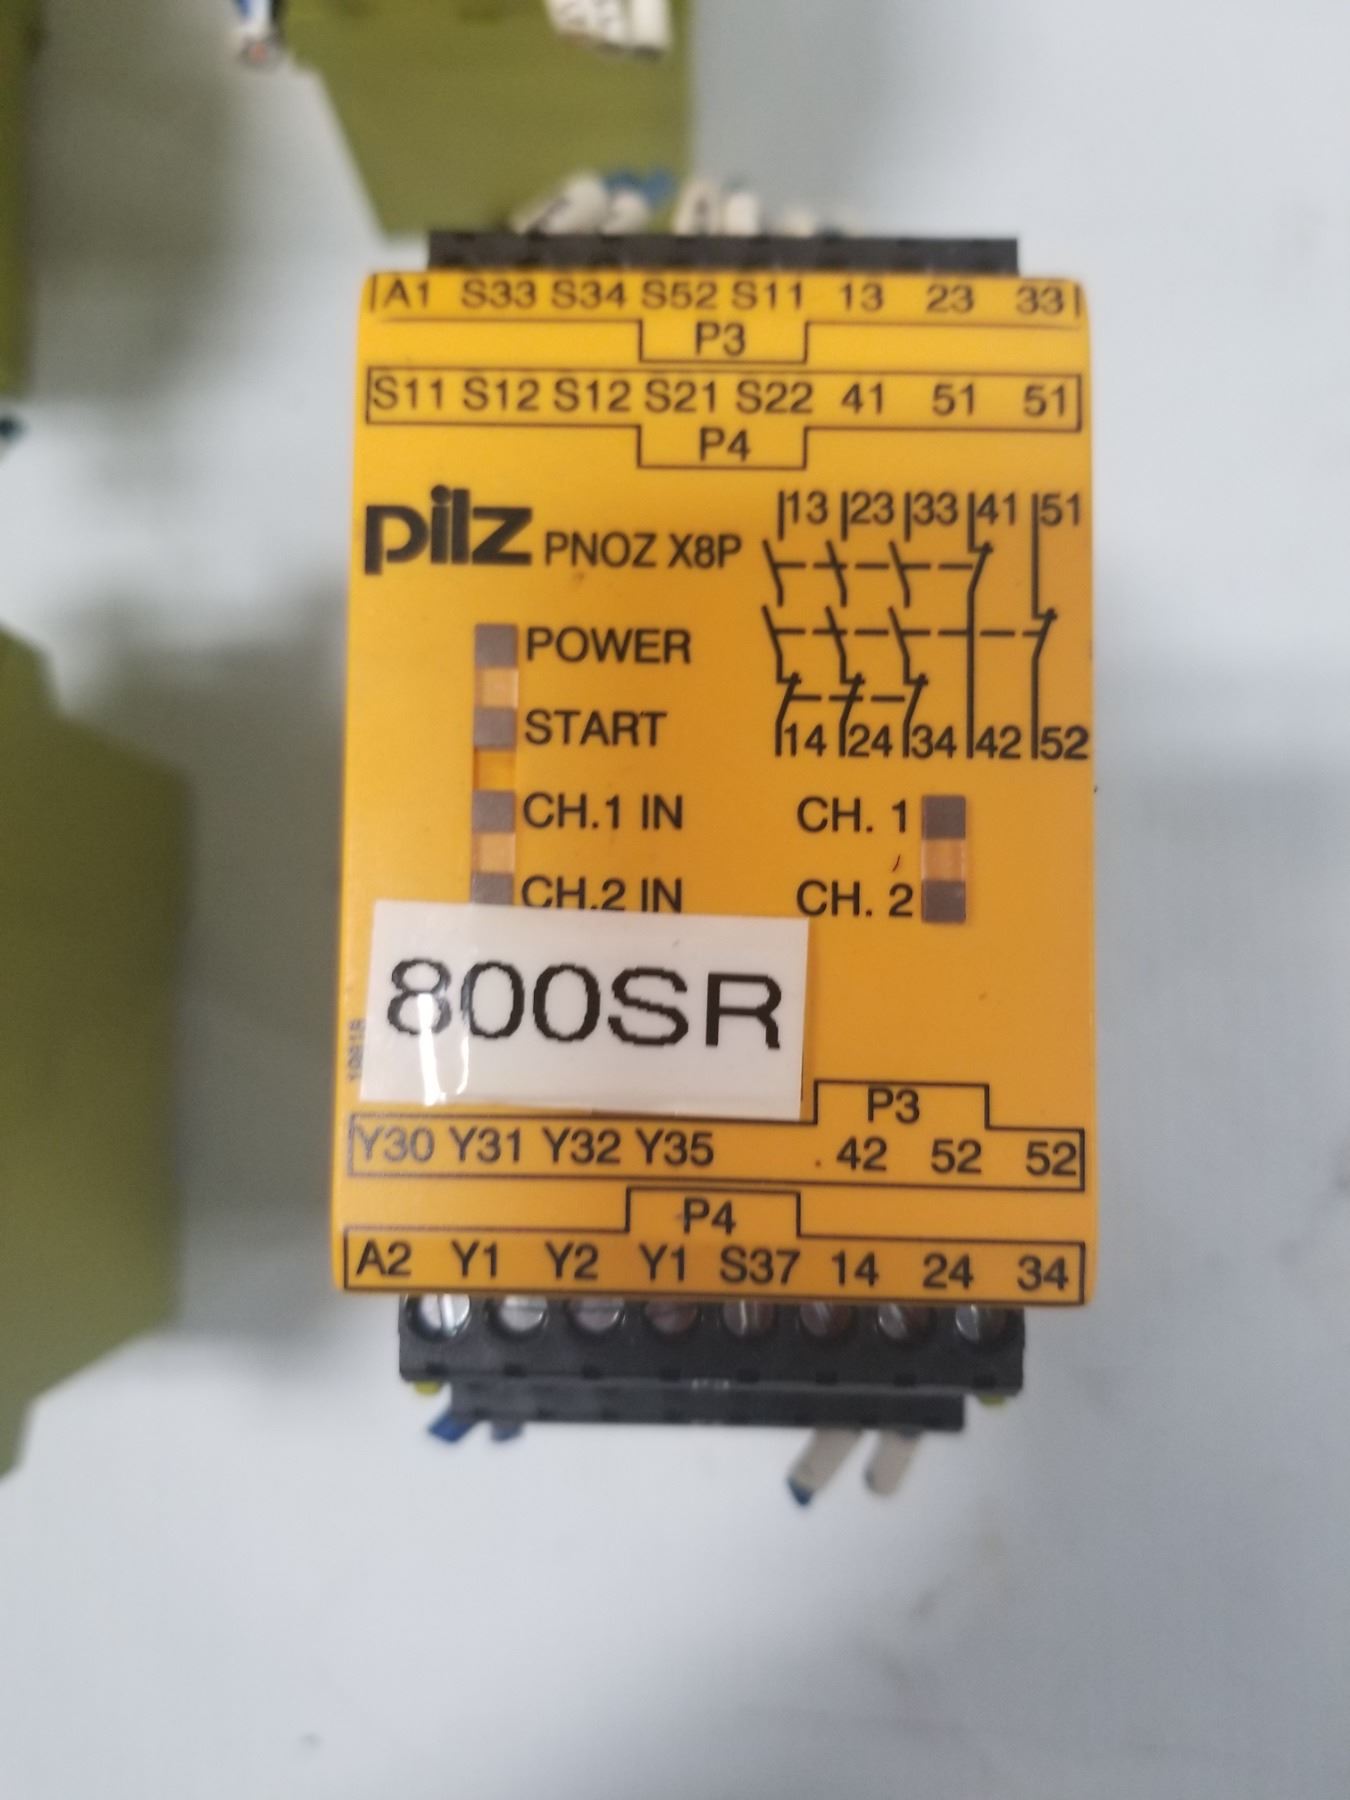 A1 S33 S34 S52 S11 13 23 33
P3
S11 S12 S12 S21 S22 41 51 51
P4
pilz PNOZ X8P
13 23 33 41 51
POWER
START
14 24 34 42 52
CH.1 IN CH. 1
CH.2 IN CH. 2
800SR
P3
Y30 Y31 Y32 Y35 42 52 52
P4
A2 Y1 Y2 Y1 S37 14 24 34